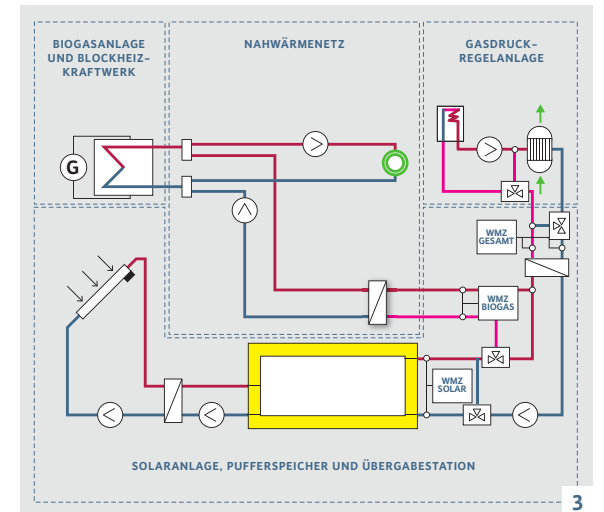 BIOGASANLAGE
UND BLOCKHEIZ-
KRAFTWERK
NAHWÄRMENETZ
GASDRUCK-
REGELANLAGE
G
WMZ
GESAMT
WMZ
BIOGAS
WMZ
SOLAR
SOLARANLAGE, PUFFERSPEICHER UND ÜBERGABESTATION
3